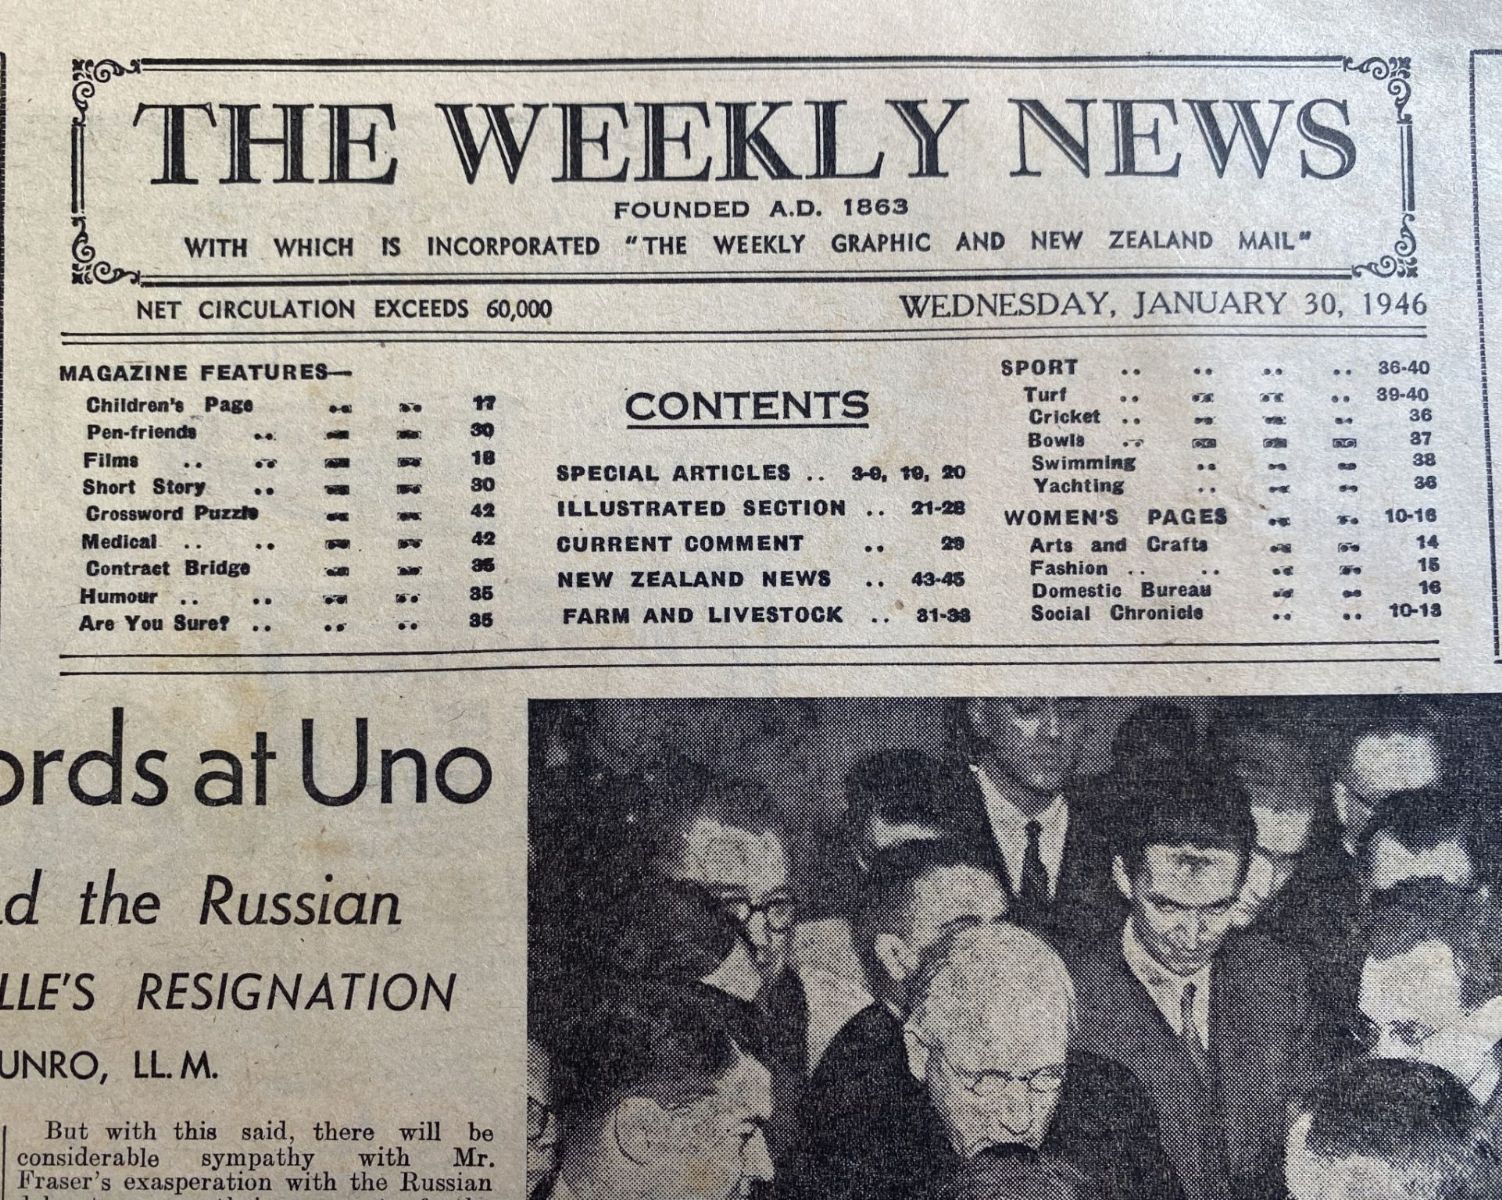 THE WEEKLY NEWS
FOUNDED A.D. 1863
WITH WHICH IS INCORPORATED "THE WEEKLY GRAPHIC AND NEW ZEALAND MAIL"
NET CIRCULATION EXCEEDS 60,000
WEDNESDAY, JANUARY 30, 1946
MAGAZINE FEATURES—
Children's Page .. .. 17
Pen-friends .. .. .. 30
Films .. .. .. .. 18
Short Story .. .. .. 30
Crossword Puzzle .. .. 42
Medical .. .. .. .. 42
Contract Bridge .. .. 35
Humour .. .. .. .. 35
Are You Sure? .. .. .. 35
CONTENTS
SPECIAL ARTICLES .. 3-9, 19, 20
ILLUSTRATED SECTION .. 21-28
CURRENT COMMENT .. 29
NEW ZEALAND NEWS .. 43-45
FARM AND LIVESTOCK .. 31-33
SPORT .. .. .. .. 36-40
Turf .. .. .. .. 39-40
Cricket .. .. .. .. 36
Bowls .. .. .. .. 37
Swimming .. .. .. 38
Yachting .. .. .. 36
WOMEN'S PAGES .. .. 10-16
Arts and Crafts .. .. 14
Fashion .. .. .. .. 15
Domestic Bureau .. .. 16
Social Chronicle .. .. 10-13
ords at Uno
d the Russian
LLE'S RESIGNATION
UNRO, LL.M.
But with this said, there will be
considerable sympathy with Mr.
Fraser's exasperation with the Russian